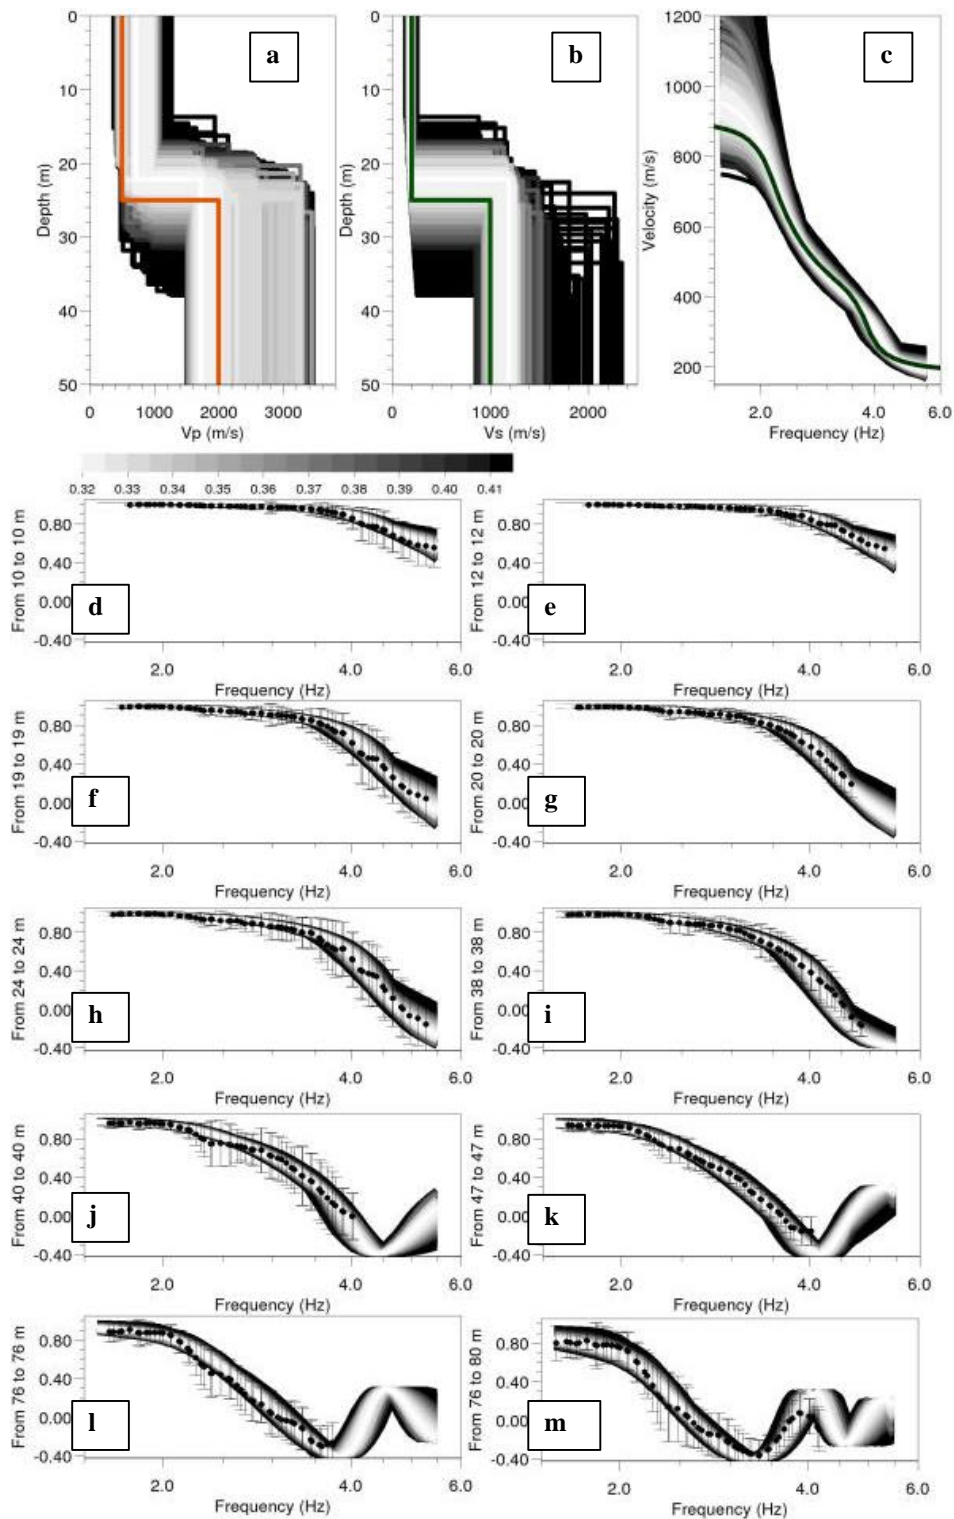 a
0
10
20
30
40
50
Depth (m)
0 1000 2000 3000
Vp (m/s)
b
0
10
20
30
40
50
Depth (m)
0 1000 2000
Vs (m/s)
c
1200
1000
800
600
400
200
Velocity (m/s)
2.0 4.0 6.0
Frequency (Hz)
0.32 0.33 0.34 0.35 0.36 0.37 0.38 0.39 0.40 0.41
From 10 to 10 m
0.80
0.40
0.00
-0.40
d
2.0 4.0 6.0
Frequency (Hz)
From 12 to 12 m
0.80
0.40
0.00
-0.40
e
2.0 4.0 6.0
Frequency (Hz)
From 19 to 19 m
0.80
0.40
0.00
-0.40
f
2.0 4.0 6.0
Frequency (Hz)
From 20 to 20 m
0.80
0.40
0.00
-0.40
g
2.0 4.0 6.0
Frequency (Hz)
From 24 to 24 m
0.80
0.40
0.00
-0.40
h
2.0 4.0 6.0
Frequency (Hz)
From 38 to 38 m
0.80
0.40
0.00
-0.40
i
2.0 4.0 6.0
Frequency (Hz)
From 40 to 40 m
0.80
0.40
0.00
-0.40
j
2.0 4.0 6.0
Frequency (Hz)
From 47 to 47 m
0.80
0.40
0.00
-0.40
k
2.0 4.0 6.0
Frequency (Hz)
From 76 to 76 m
0.80
0.40
0.00
-0.40
l
2.0 4.0 6.0
Frequency (Hz)
From 76 to 80 m
0.80
0.40
0.00
-0.40
m
2.0 4.0 6.0
Frequency (Hz)